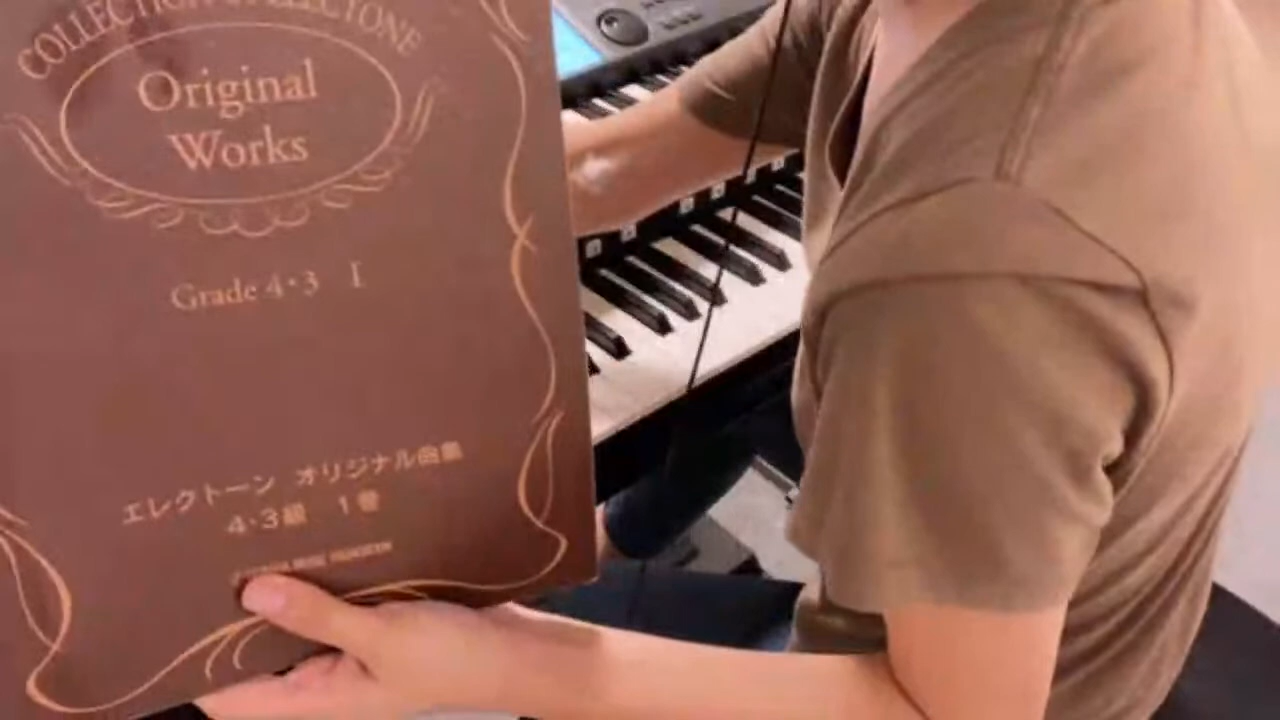 COLLECTION D'ELECTONE
Original
Works
Grade 4・3 I
エレクトーン オリジナル曲集
4・3級 1巻